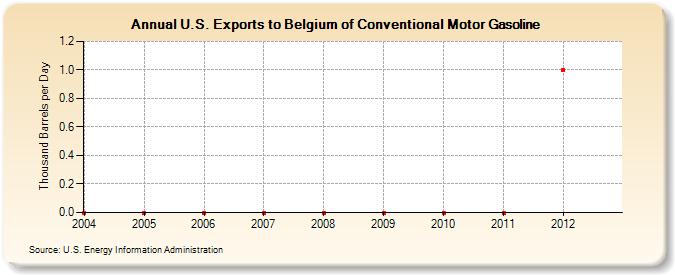 Annual U.S. Exports to Belgium of Conventional Motor Gasoline
Thousand Barrels per Day
1.2
1.0
0.8
0.6
0.4
0.2
0.0
2004 2005 2006 2007 2008 2009 2010 2011 2012
Source: U.S. Energy Information Administration